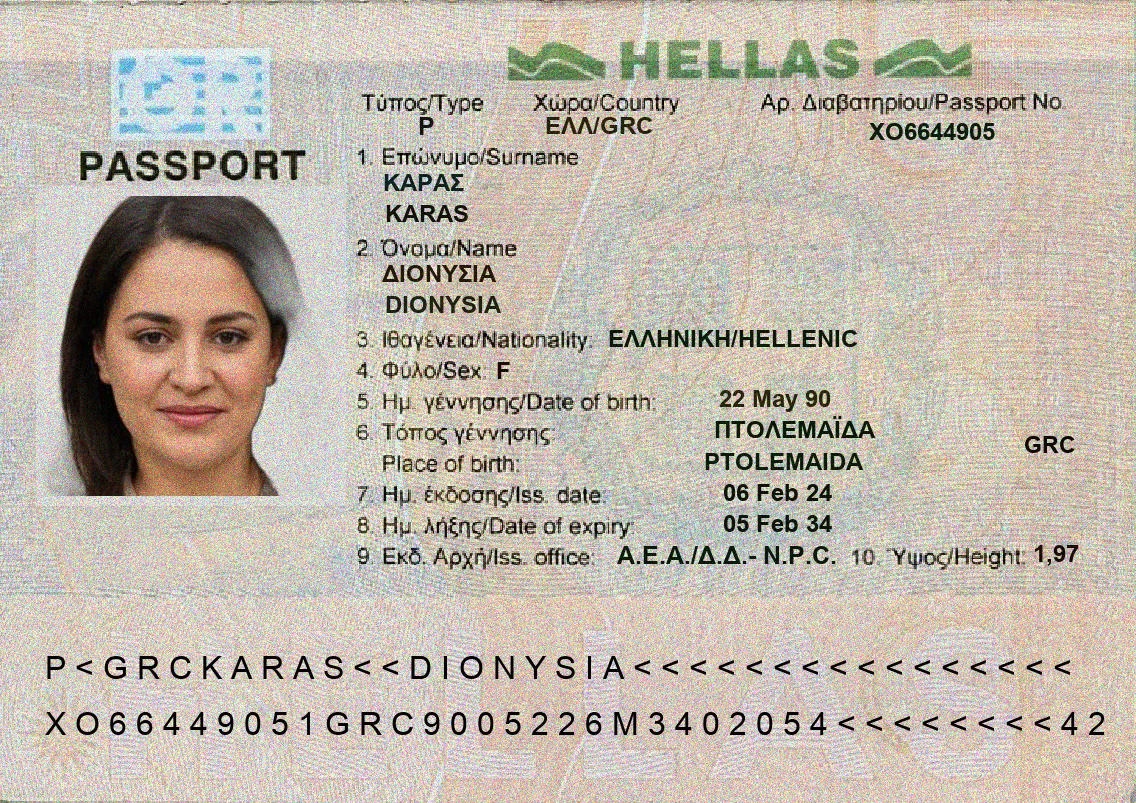 HELLAS
Τύπος/Type Χώρα/Country Αρ. Διαβατηρίου/Passport No.
P ΕΛΛ/GRC XO6644905
PASSPORT
1. Επώνυμο/Surname
ΚΑΡΑΣ
KARAS
2. Όνομα/Name
ΔΙΟΝΥΣΙΑ
DIONYSIA
3. Ιθαγένεια/Nationality: ΕΛΛΗΝΙΚΗ/HELLENIC
4. Φύλο/Sex: F
5. Ημ. γέννησης/Date of birth: 22 May 90
6. Τόπος γέννησης ΠΤΟΛΕΜΑΪΔΑ
Place of birth: PTOLEMAIDA GRC
7. Ημ. έκδοσης/Iss. date: 06 Feb 24
8. Ημ. λήξης/Date of expiry: 05 Feb 34
9. Εκδ. Αρχή/Iss. office: Α.Ε.Α./Δ.Δ.- N.P.C. 10. Ύψος/Height: 1,97
P<GRCKARAS<<DIONYSIA<<<<<<<<<<<<<<<<
XO66449051GRC9005226M3402054<<<<<<<<42